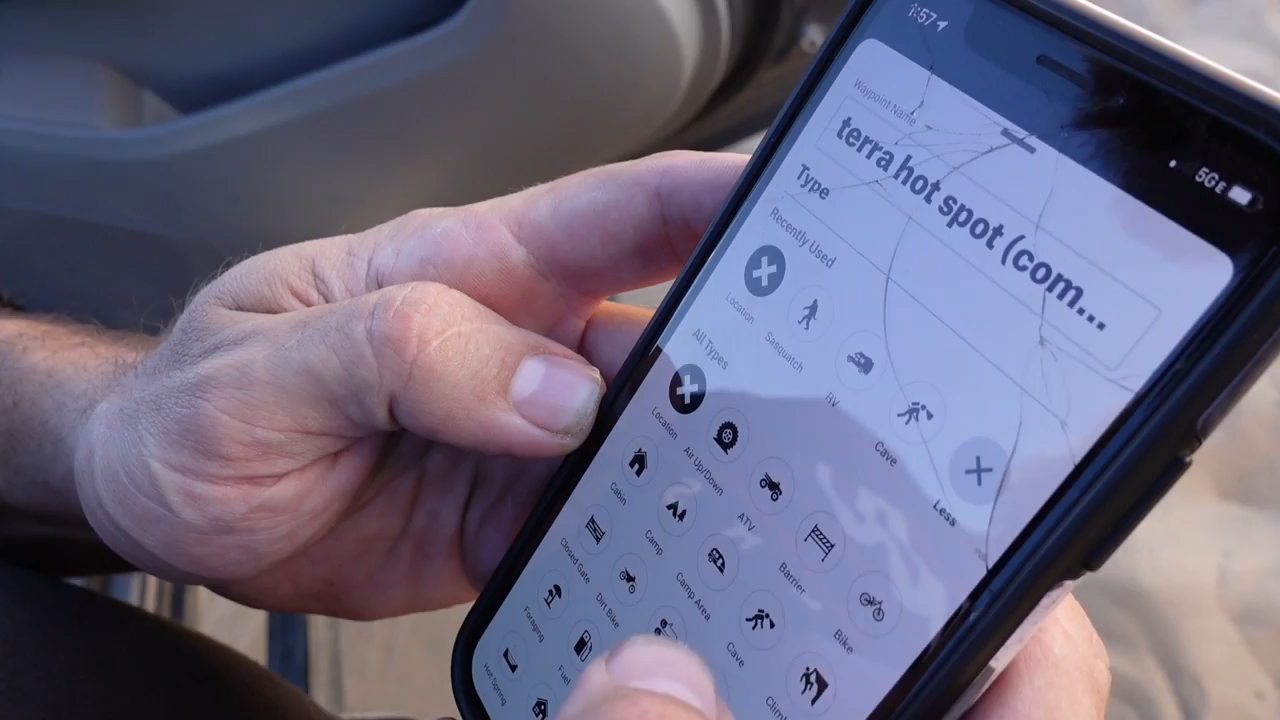 1:57
5GE
Waypoint Name
terra hot spot (com...
Type
Recently Used
Location
Sasquatch
RV
Cave
Less
All Types
Location
Air Up/Down
ATV
Barrier
Bike
Cabin
Camp
Camp Area
Cave
Closed Gate
Dirt Bike
Foraging
Fuel
Hot Spring